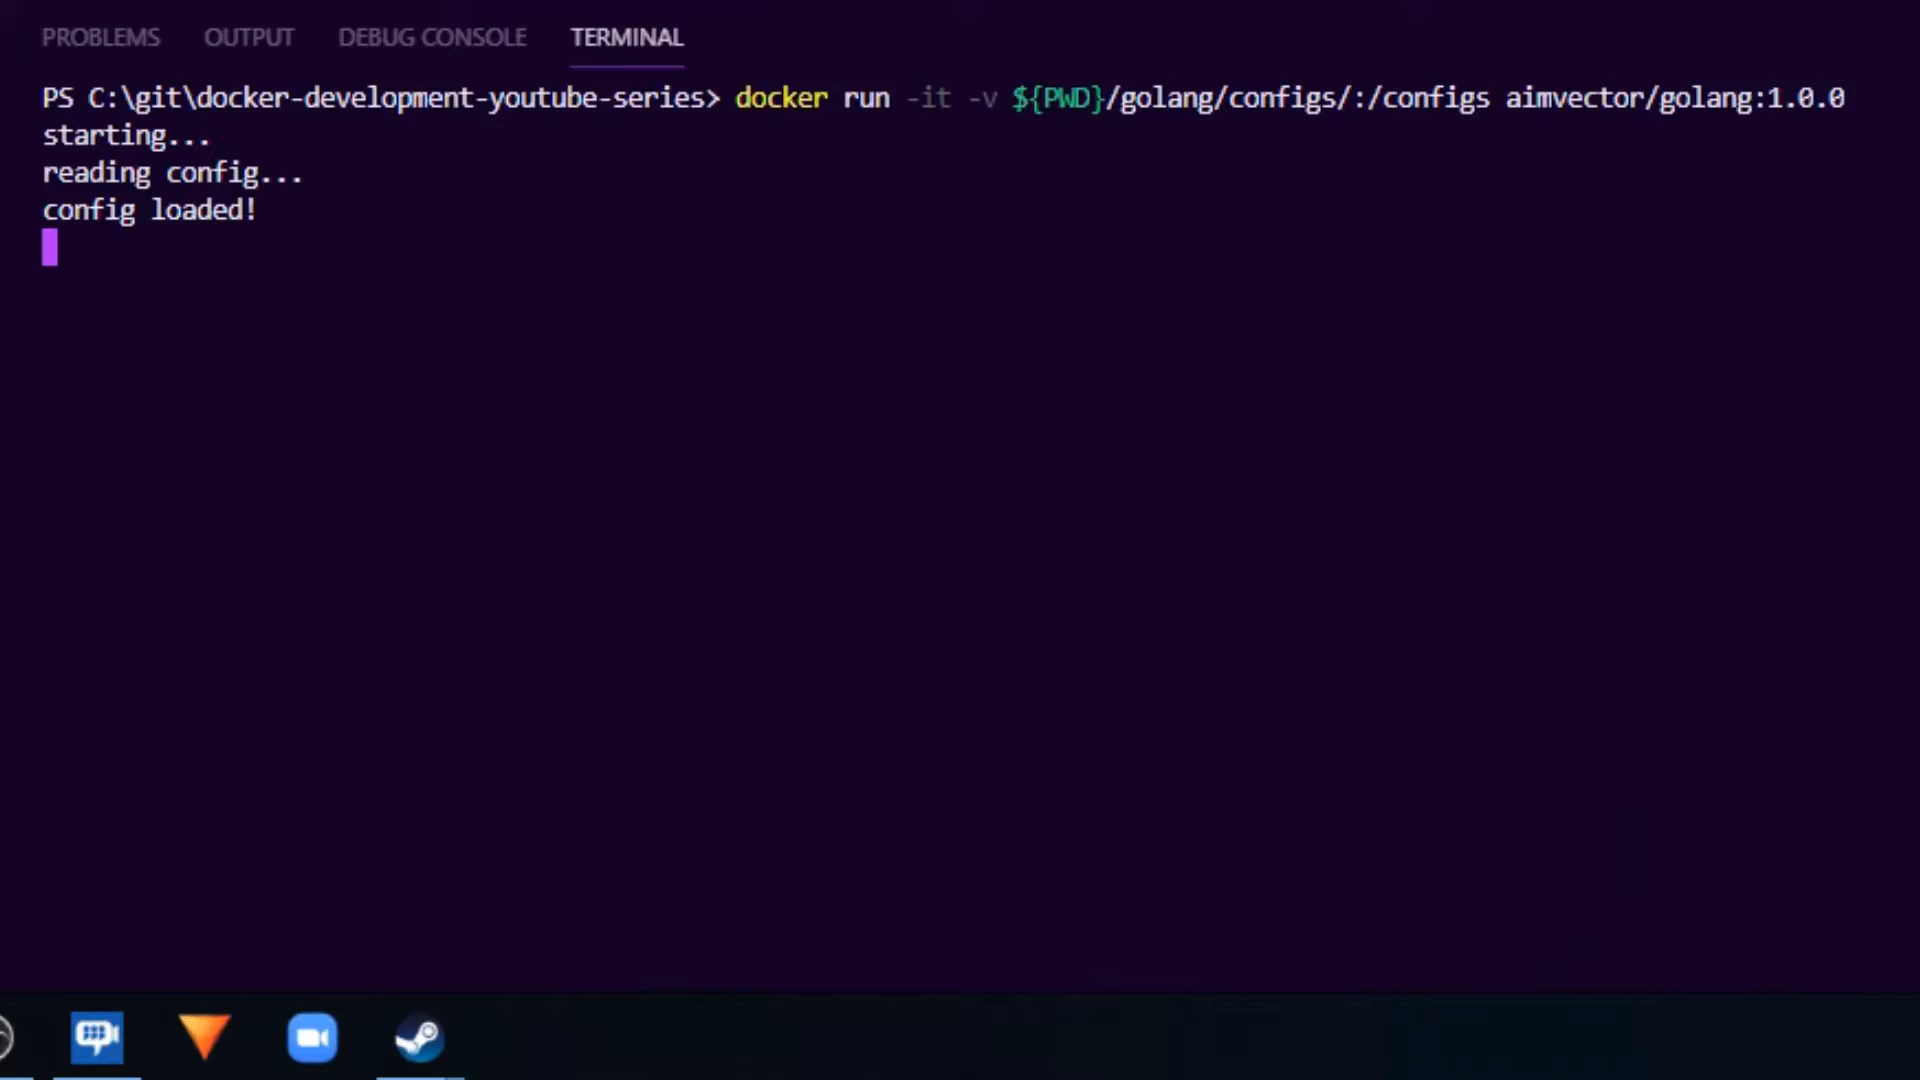 PROBLEMS OUTPUT DEBUG CONSOLE TERMINAL
PS C:\git\docker-development-youtube-series> docker run -it -v ${PWD}/golang/configs/:/configs aimvector/golang:1.0.0
starting...
reading config...
config loaded!